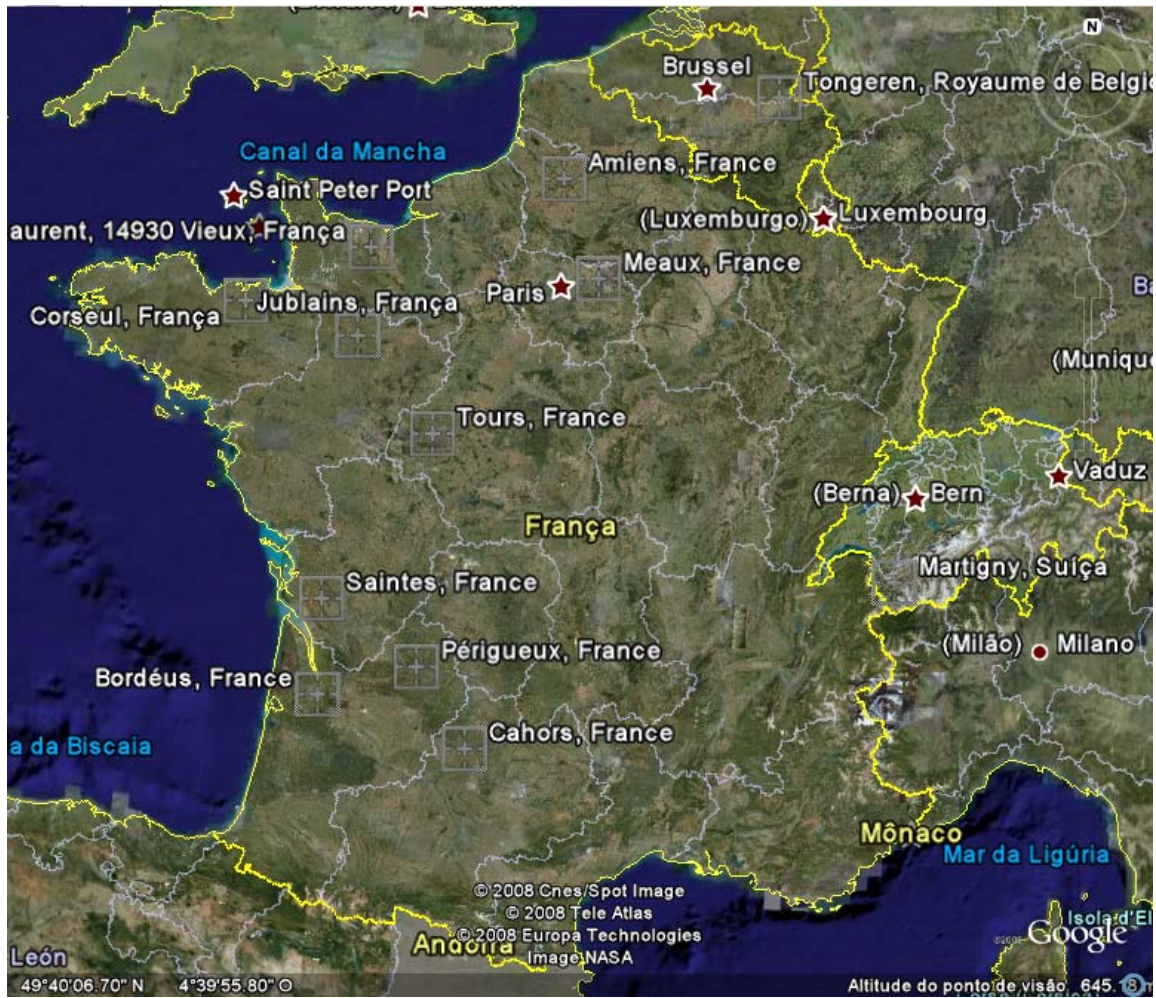 Brussel
Tongeren, Royaume de Belgie
Canal da Mancha
Amiens, France
Saint Peter Port
(Luxemburgo) Luxembourg
aurent, 14930 Vieux, França
Meaux, France
Paris
Jublains, França
Corseul, França
Ba
(Munique
Tours, France
Vaduz
(Berna) Bern
França
Martigny, Suíça
Saintes, France
(Milão) Milano
Périgueux, France
Bordéus, France
Cahors, France
a da Biscaia
Mônaco
Mar da Ligúria
© 2008 Cnes/Spot Image
© 2008 Tele Atlas
© 2008 Europa Technologies
Image NASA
Andorra
Isola d'El
©2008 Google
León
49°40'06.70" N 4°39'55.80" O
Altitude do ponto de visão 645.
N